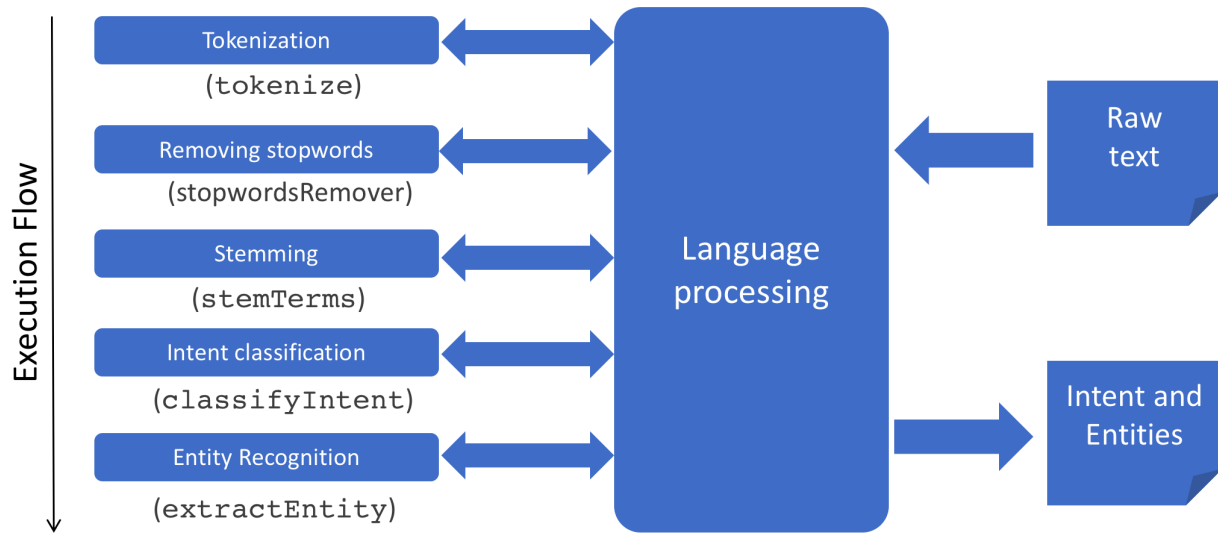 Execution Flow
Tokenization
(tokenize)
Removing stopwords
(stopwordsRemover)
Stemming
(stemTerms)
Intent classification
(classifyIntent)
Entity Recognition
(extractEntity)
Language
processing
Raw
text
Intent and
Entities